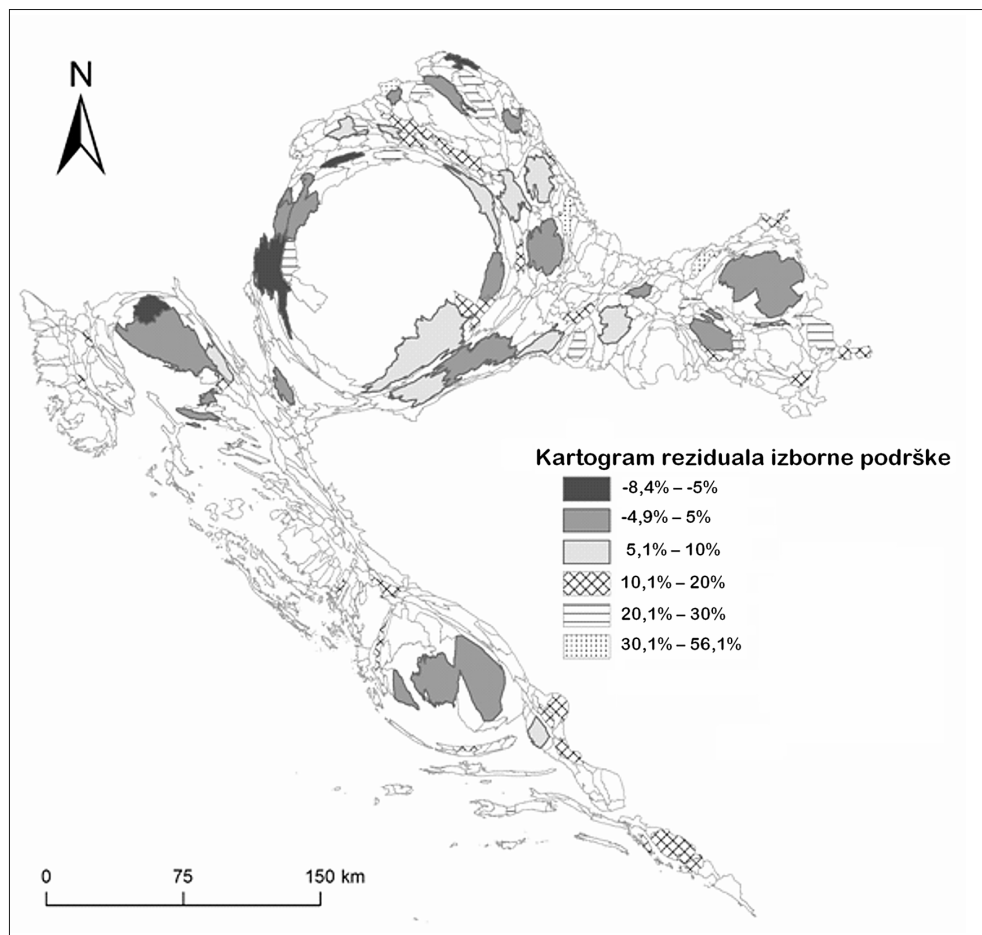 N
Kartogram reziduala izborne podrške
-8,4% – -5%
-4,9% – 5%
5,1% – 10%
10,1% – 20%
20,1% – 30%
30,1% – 56,1%
0 75 150 km